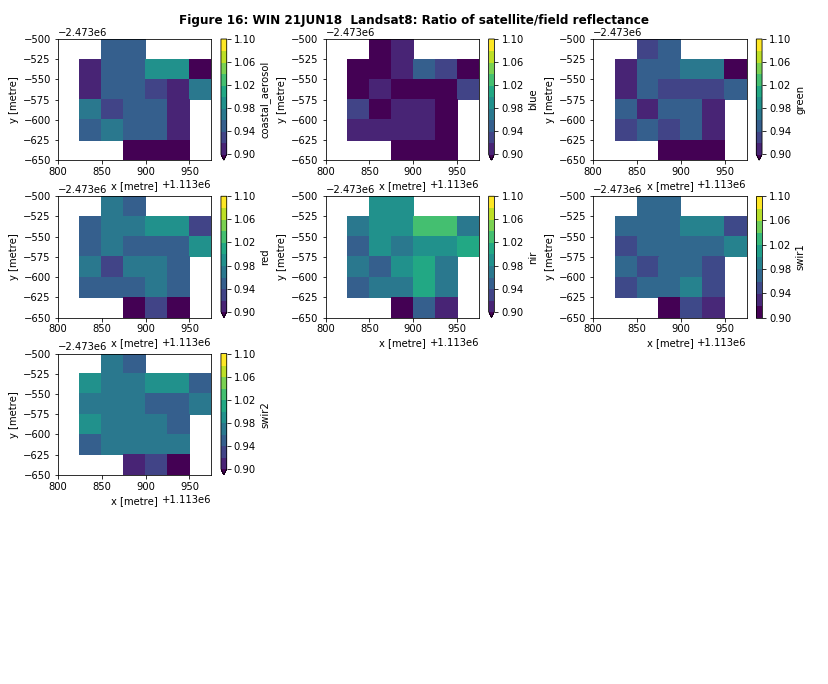 Figure 16: WIN 21JUN18  Landsat8: Ratio of satellite/field reflectance
−2.473e6 −2.473e6 −2.473e6
−500 1.10 −500 1.10 −500 1.10
−525 1.06 −525 1.06 −525 1.06
−550 −550 −550
1.02 1.02 1.02
y [metre] −575 coastal_aerosol y [metre] −575 blue y [metre] −575 green
−600 0.98 −600 0.98 −600 0.98
−625 0.94 −625 0.94 −625 0.94
−650 0.90 −650 0.90 −650 0.90
800 850 900 950 800 850 900 950 800 850 900 950
x [metre] +1.113e6 x [metre] +1.113e6 x [metre] +1.113e6
−2.473e6 −2.473e6 −2.473e6
−500 1.10 −500 1.10 −500 1.10
−525 1.06 −525 1.06 −525 1.06
−550 −550 −550
1.02 1.02 1.02
y [metre] −575 red y [metre] −575 nir y [metre] −575 swir1
−600 0.98 −600 0.98 −600 0.98
−625 0.94 −625 0.94 −625 0.94
−650 0.90 −650 0.90 −650 0.90
800 850 900 950 800 850 900 950 800 850 900 950
x [metre] +1.113e6 x [metre] +1.113e6 x [metre] +1.113e6
−2.473e6
−500 1.10
−525 1.06
−550
1.02
y [metre] −575 swir2
−600 0.98
−625 0.94
−650 0.90
800 850 900 950
x [metre] +1.113e6